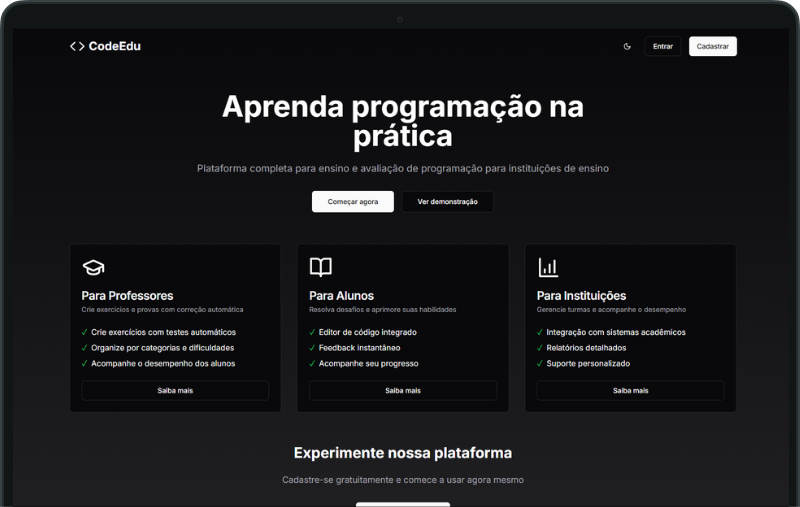 CodeEdu
Entrar
Cadastrar
Aprenda programação na
prática
Plataforma completa para ensino e avaliação de programação para instituições de ensino
Começar agora
Ver demonstração
Para Professores
Crie exercícios e provas com correção automática
✓ Crie exercícios com testes automáticos
✓ Organize por categorias e dificuldades
✓ Acompanhe o desempenho dos alunos
Saiba mais
Para Alunos
Resolva desafios e aprimore suas habilidades
✓ Editor de código integrado
✓ Feedback instantâneo
✓ Acompanhe seu progresso
Saiba mais
Para Instituições
Gerencie turmas e acompanhe o desempenho
✓ Integração com sistemas acadêmicos
✓ Relatórios detalhados
✓ Suporte personalizado
Saiba mais
Experimente nossa plataforma
Cadastre-se gratuitamente e comece a usar agora mesmo